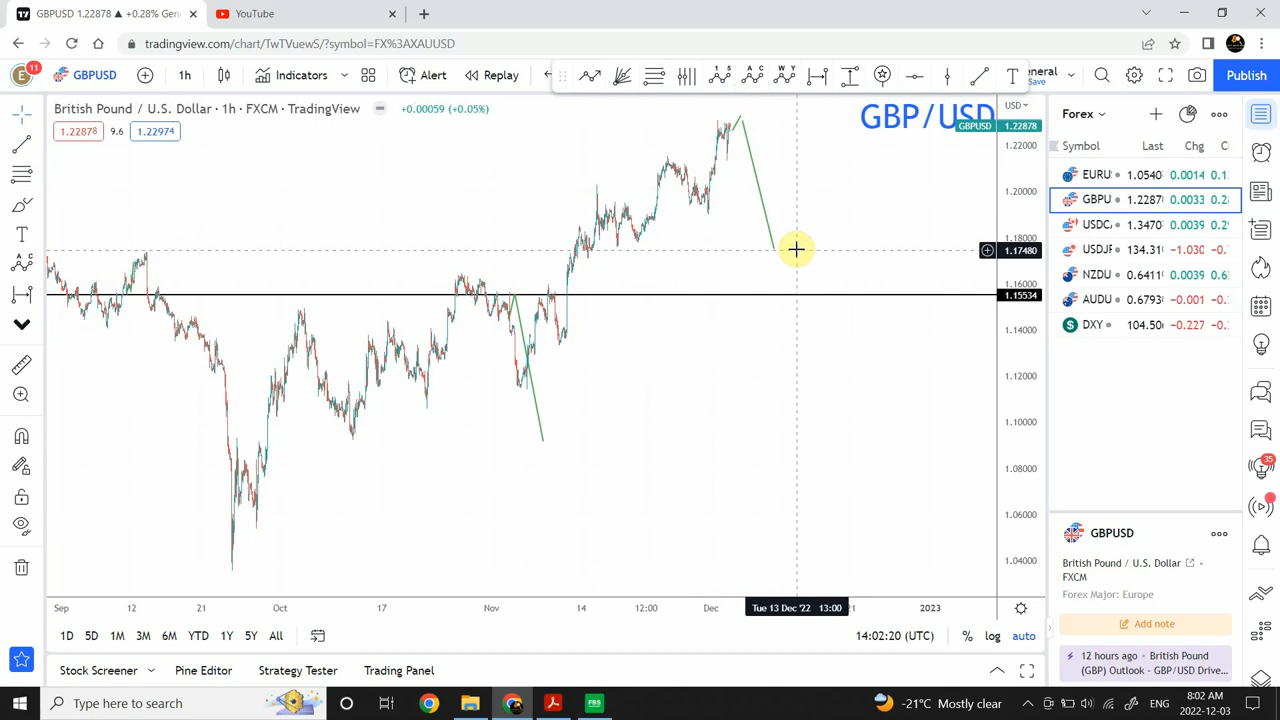 GBPUSD 1.22878 ▲ +0.28% Gen
YouTube
tradingview.com/chart/TwTVuewS/?symbol=FX%3AXAUUSD
E 11 GBPUSD 1h Indicators Alert Replay General Save Publish
British Pound / U.S. Dollar · 1h · FXCM · TradingView +0.00059 (+0.05%)
1.22878 9.6 1.22974
GBP/USD
USD
GBPUSD 1.22878
1.22000
1.20000
1.18000
1.17480
1.16000
1.15534
1.14000
1.12000
1.10000
1.08000
1.06000
1.04000
Sep 12 21 Oct 17 Nov 14 12:00 Dec Tue 13 Dec '22 13:00 21 2023
1D 5D 1M 3M 6M YTD 1Y 5Y All 14:02:20 (UTC) % log auto
Stock Screener Pine Editor Strategy Tester Trading Panel
Forex
Symbol Last Chg
EURU 1.0540 0.0014
GBPU 1.2287 0.0033
USDC 1.3470 0.0039
USDJF 134.31 -1.030
NZDU 0.6411 0.0039
AUDU 0.6793 -0.001
DXY 104.50 -0.227
35
GBPUSD
British Pound / U.S. Dollar ·
FXCM
Forex Major: Europe
Add note
12 hours ago · British Pound
(GBP) Outlook - GBP/USD Drive...
Type here to search
FBS
-21°C Mostly clear
ENG
8:02 AM
2022-12-03